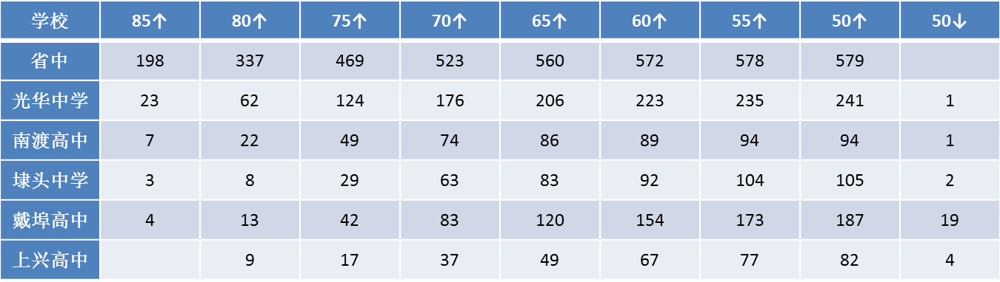 学校 85↑ 80↑ 75↑ 70↑ 65↑ 60↑ 55↑ 50↑ 50↓
省中 198 337 469 523 560 572 578 579
光华中学 23 62 124 176 206 223 235 241 1
南渡高中 7 22 49 74 86 89 94 94 1
埭头中学 3 8 29 63 83 92 104 105 2
戴埠高中 4 13 42 83 120 154 173 187 19
上兴高中 9 17 37 49 67 77 82 4